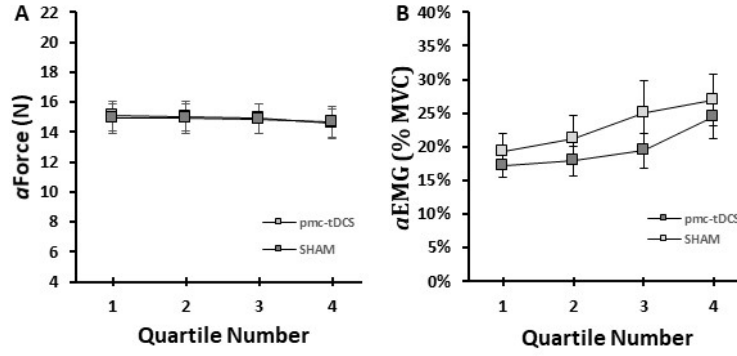 A
22
20
18
16
14
12
10
8
6
4
aForce (N)
pmc-tDCS
SHAM
1 2 3 4
Quartile Number
B
40%
35%
30%
25%
20%
15%
10%
5%
0%
aEMG (% MVC)
pmc-tDCS
SHAM
1 2 3 4
Quartile Number